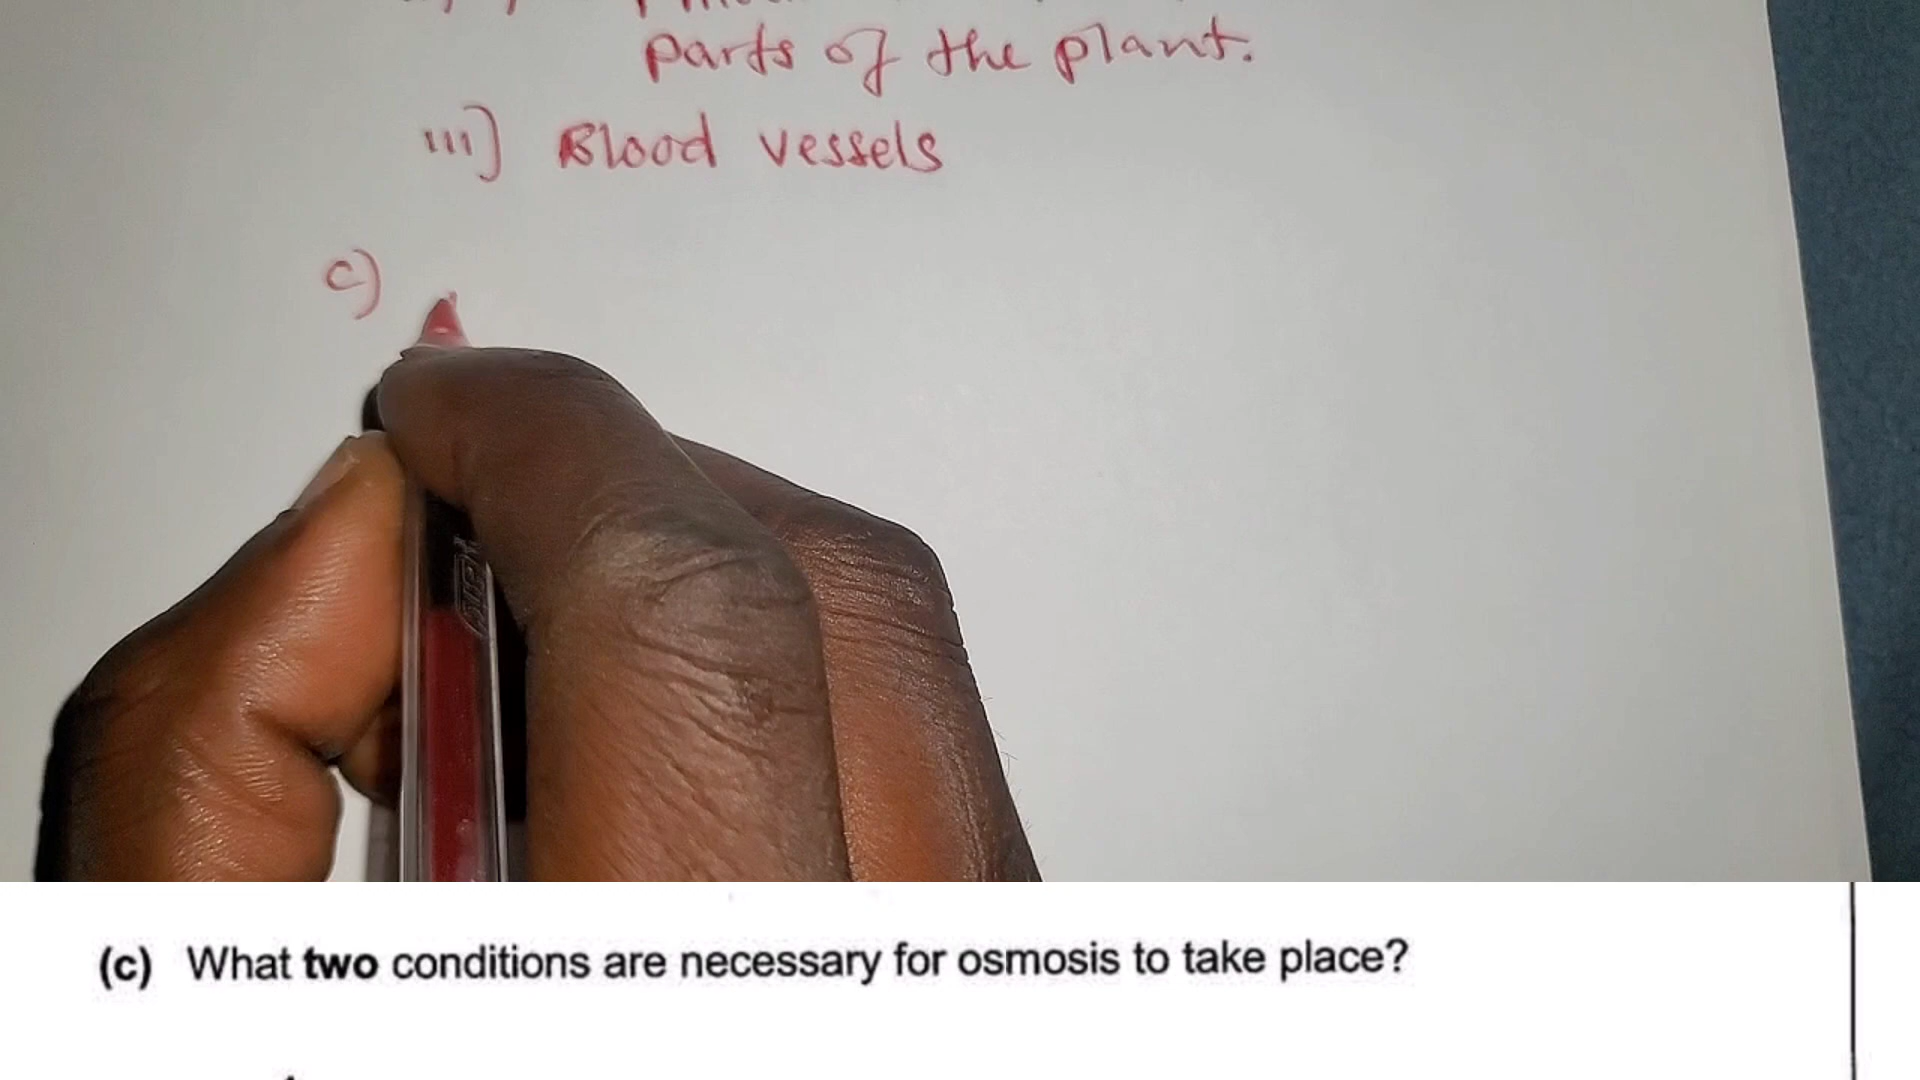 parts of the plant.
iii) Blood vessels
c)
(c) What two conditions are necessary for osmosis to take place?